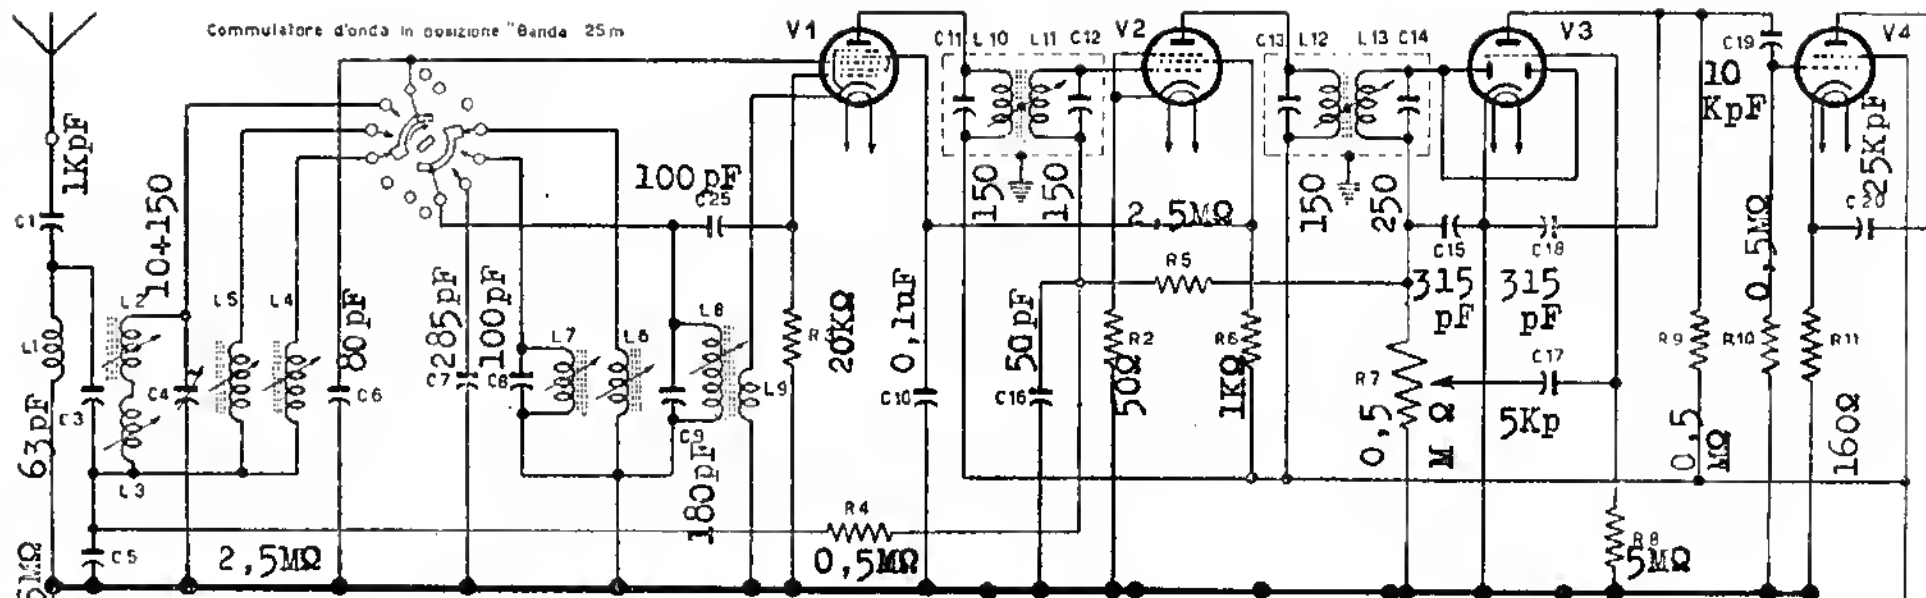 Commulatore d'onda in posizione "Banda 25m
V1
C11
L10
L11
C12
V2
C13
L12
L13
C14
V3
C19
V4
10
KpF
1KpF
C1
10+150
100pF
C25
150
150
2,5MΩ
150
250
C15
C18
0,5MΩ
25KpF
C20
R5
315
pF
315
pF
L2
L5
L4
80pF
285pF
100pF
L7
L6
L8
L1
63pF
C3
C4
L3
C6
C7
C8
C9
180pF
L9
R
20KΩ
0,1uF
C10
50pF
C16
R2
50Ω
R6
1KΩ
R7
0,5
MΩ
C17
5Kp
R9
0,5
MΩ
R10
R11
160Ω
R4
0,5MΩ
C5
2,5MΩ
R8
5MΩ
5MΩ